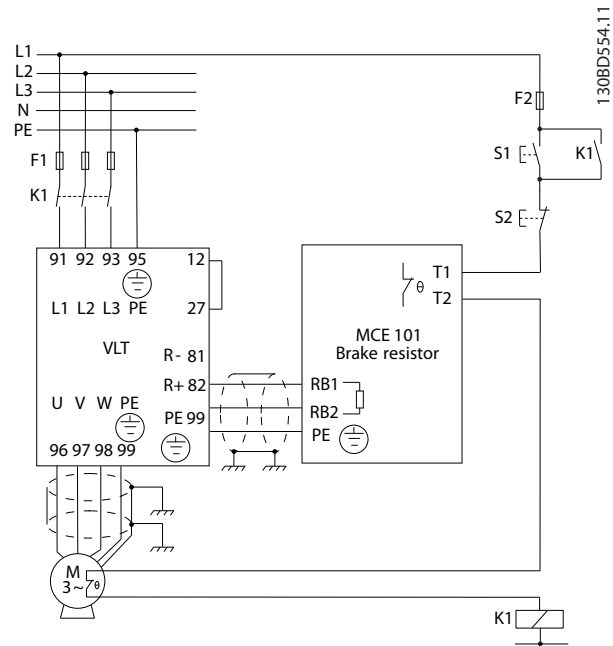 130BD554.11
L1
L2
L3
N
PE
F1
K1
F2
S1
K1
S2
91 92 93 95
12
L1 L2 L3 PE
27
VLT
R- 81
R+ 82
U V W PE
PE 99
96 97 98 99
θ
T1
T2
MCE 101
Brake resistor
RB1
RB2
PE
M
3~
θ
K1